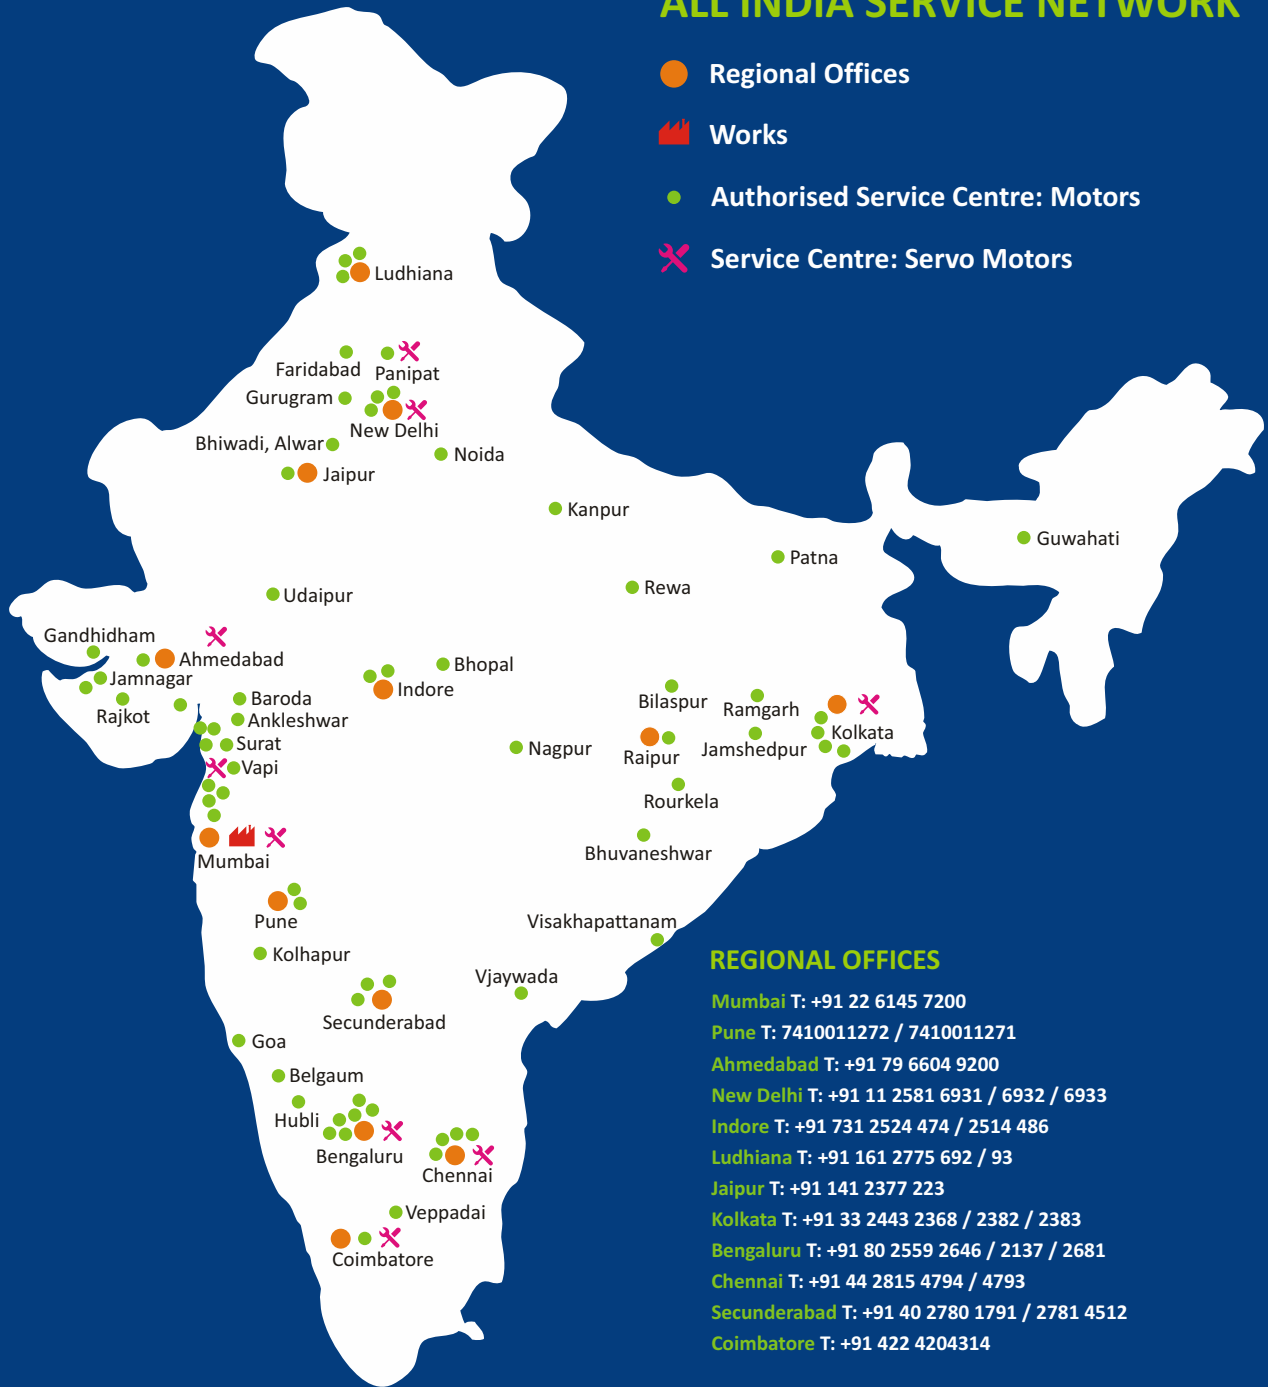 ALL INDIA SERVICE NETWORK
Regional Offices
Works
Authorised Service Centre: Motors
Service Centre: Servo Motors
Ludhiana
Faridabad
Panipat
Gurugram
New Delhi
Bhiwadi, Alwar
Noida
Jaipur
Kanpur
Guwahati
Patna
Rewa
Udaipur
Gandhidham
Ahmedabad
Bhopal
Jamnagar
Indore
Baroda
Bilaspur
Ramgarh
Rajkot
Ankleshwar
Kolkata
Surat
Nagpur
Raipur
Jamshedpur
Vapi
Rourkela
Mumbai
Bhuvaneshwar
Pune
Visakhapattanam
Kolhapur
Vjaywada
Secunderabad
Goa
Belgaum
Hubli
Bengaluru
Chennai
Veppadai
Coimbatore
REGIONAL OFFICES
Mumbai T: +91 22 6145 7200
Pune T: 7410011272 / 7410011271
Ahmedabad T: +91 79 6604 9200
New Delhi T: +91 11 2581 6931 / 6932 / 6933
Indore T: +91 731 2524 474 / 2514 486
Ludhiana T: +91 161 2775 692 / 93
Jaipur T: +91 141 2377 223
Kolkata T: +91 33 2443 2368 / 2382 / 2383
Bengaluru T: +91 80 2559 2646 / 2137 / 2681
Chennai T: +91 44 2815 4794 / 4793
Secunderabad T: +91 40 2780 1791 / 2781 4512
Coimbatore T: +91 422 4204314